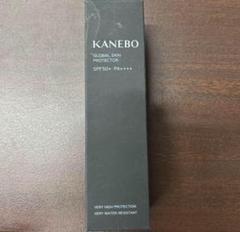 KANEBO
GLOBAL SKIN
PROTECTOR
SPF50+ PA++++
VERY HIGH PROTECTION
VERY WATER RESISTANT